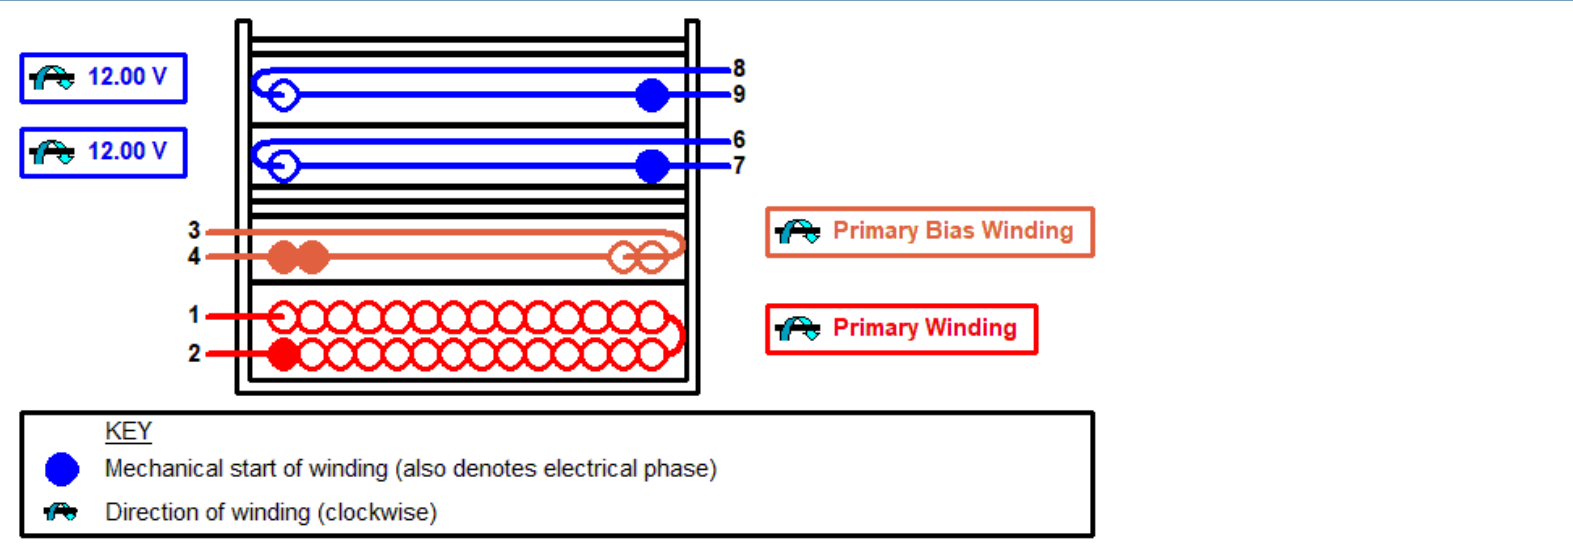 12.00 V
8
9
12.00 V
6
7
3
4
Primary Bias Winding
1
2
Primary Winding
KEY
Mechanical start of winding (also denotes electrical phase)
Direction of winding (clockwise)